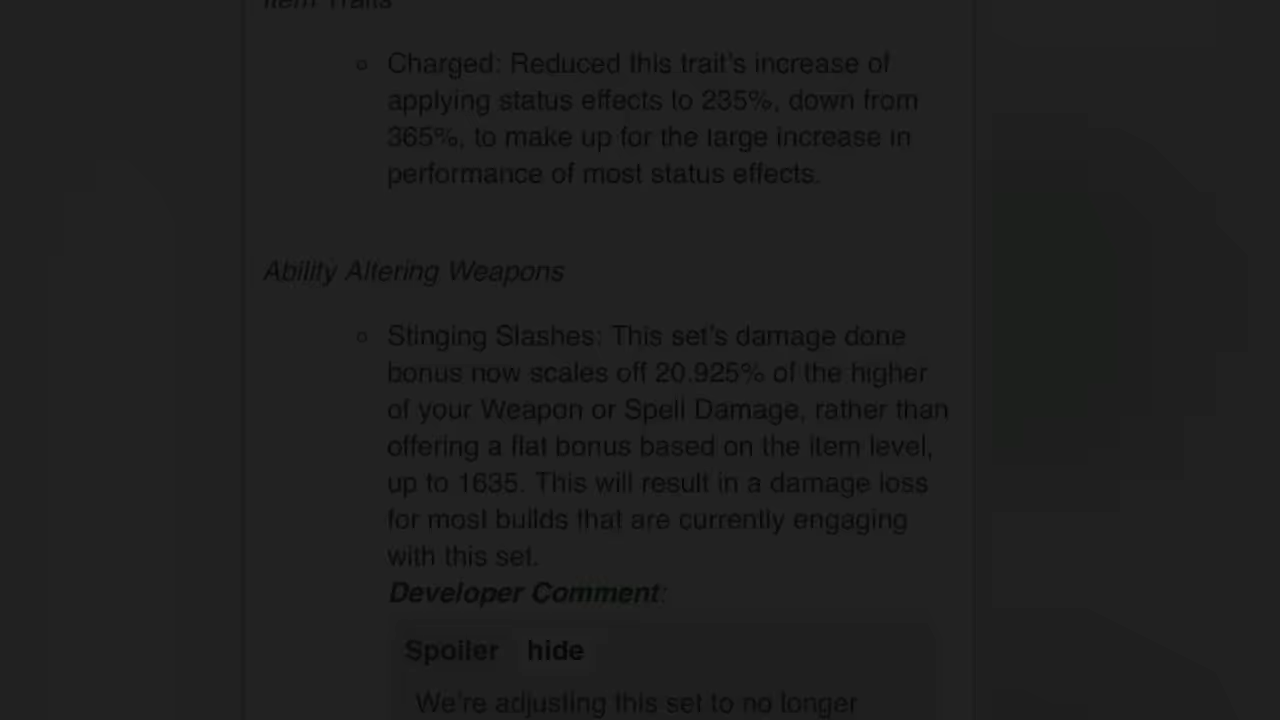 Item Traits
Charged: Reduced this trait's increase of
applying status effects to 235%, down from
365%, to make up for the large increase in
performance of most status effects.
Ability Altering Weapons
Stinging Slashes: This set's damage done
bonus now scales off 20.925% of the higher
of your Weapon or Spell Damage, rather than
offering a flat bonus based on the item level,
up to 1635. This will result in a damage loss
for most builds that are currently engaging
with this set.
Developer Comment:
Spoiler hide
We're adjusting this set to no longer